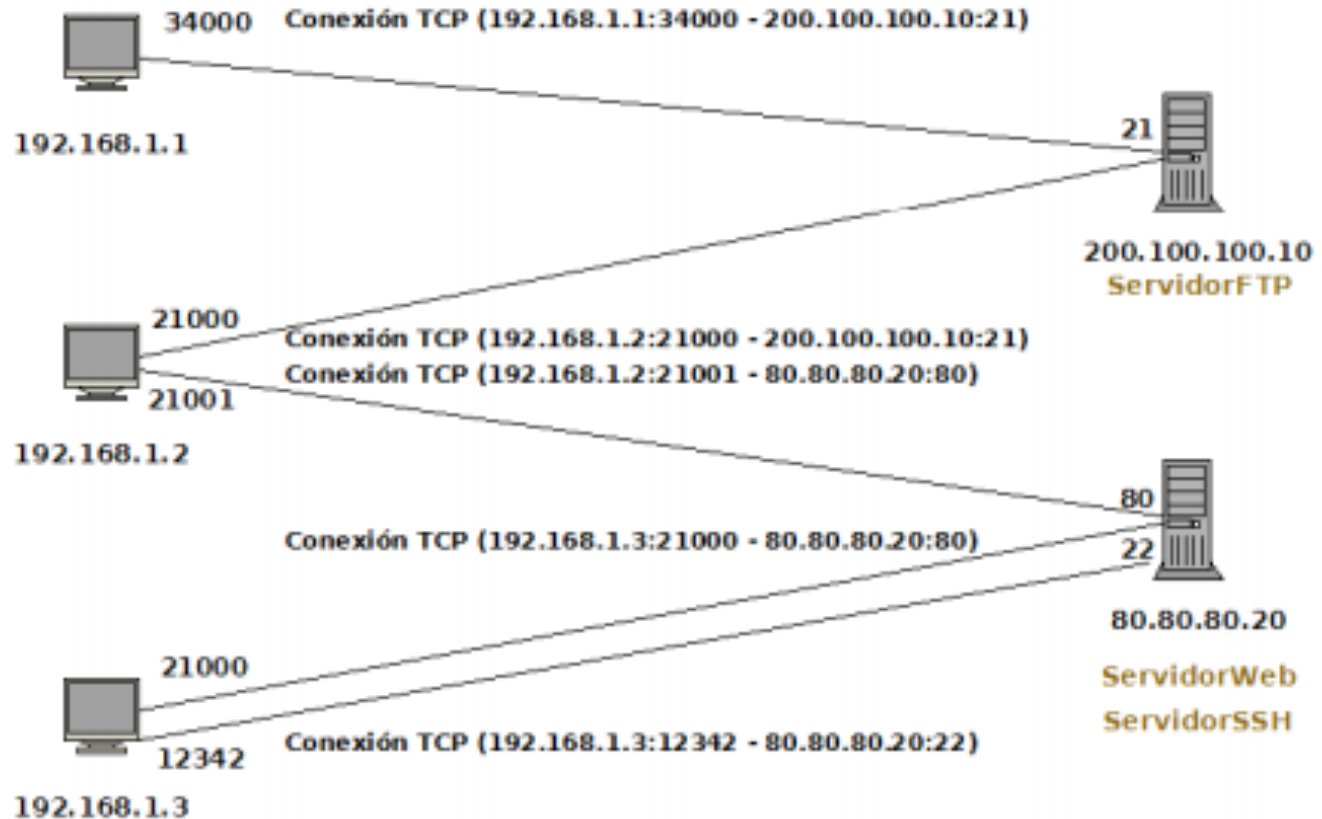 34000
Conexión TCP (192.168.1.1:34000 - 200.100.100.10:21)
192.168.1.1
21
200.100.100.10
ServidorFTP
21000
Conexión TCP (192.168.1.2:21000 - 200.100.100.10:21)
Conexión TCP (192.168.1.2:21001 - 80.80.80.20:80)
21001
192.168.1.2
80
Conexión TCP (192.168.1.3:21000 - 80.80.80.20:80)
22
80.80.80.20
ServidorWeb
ServidorSSH
21000
Conexión TCP (192.168.1.3:12342 - 80.80.80.20:22)
12342
192.168.1.3